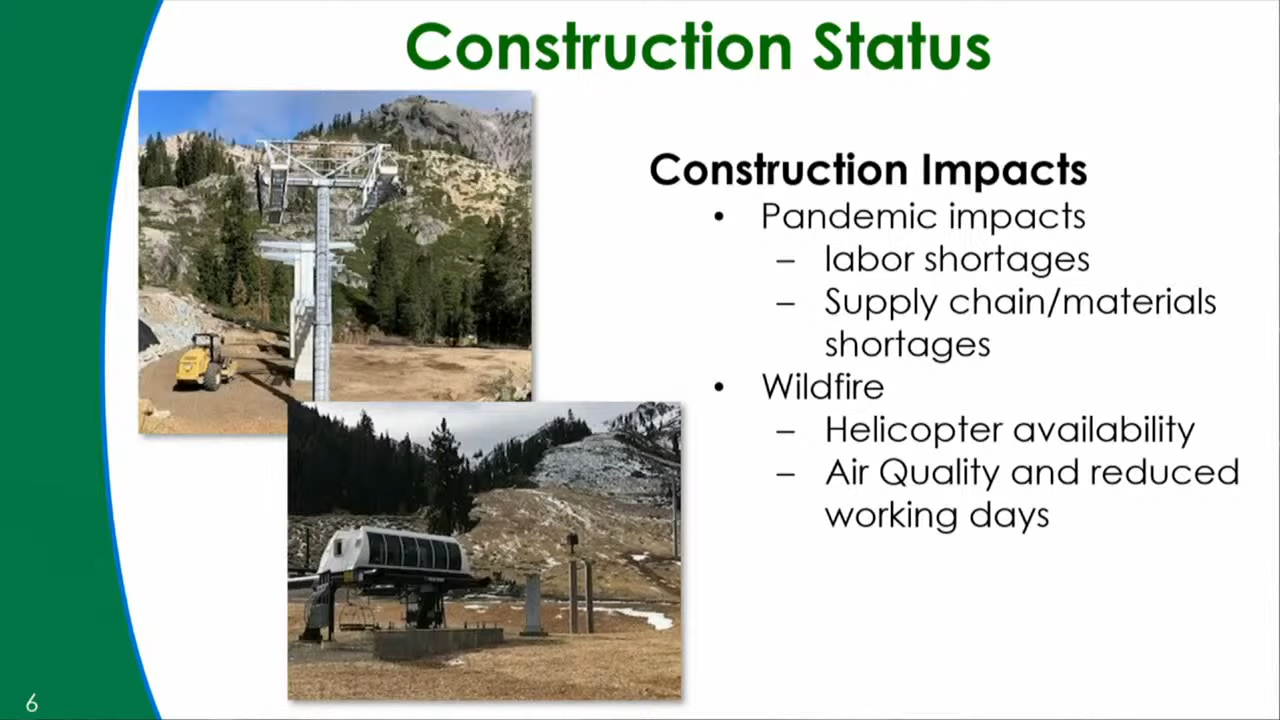 Construction Status
Construction Impacts
• Pandemic impacts
– labor shortages
– Supply chain/materials
shortages
• Wildfire
– Helicopter availability
– Air Quality and reduced
working days
6